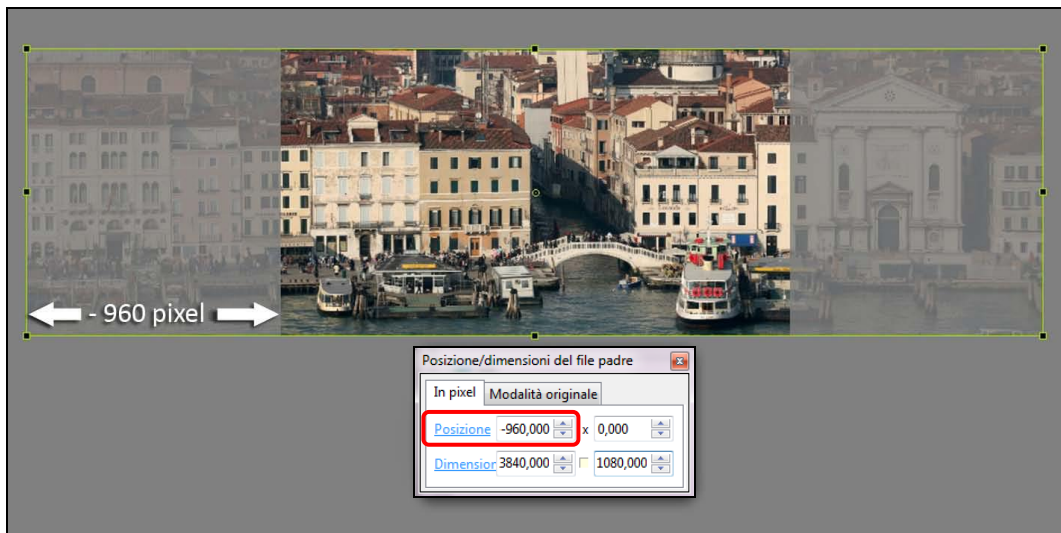 - 960 pixel
Posizione/dimensioni del file padre
In pixel Modalità originale
Posizione -960,000 x 0,000
Dimension 3840,000 1080,000